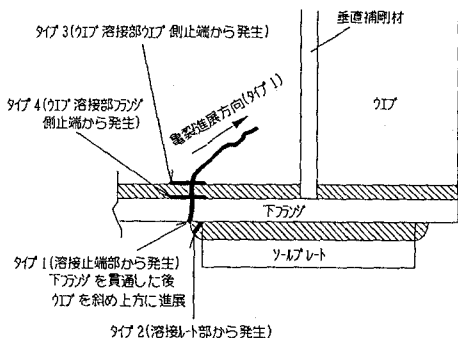 タイプ3(ウエブ溶接部ウエブ側止端から発生)
垂直補剛材
タイプ4(ウエブ溶接部フランジ
側止端から発生)
亀裂進展方向(タイプ1)
ウエブ
下フランジ
タイプ1(溶接止端部から発生)
下フランジを貫通した後
ウエブを斜め上方に進展
ソールプレート
タイプ2(溶接ルート部から発生)